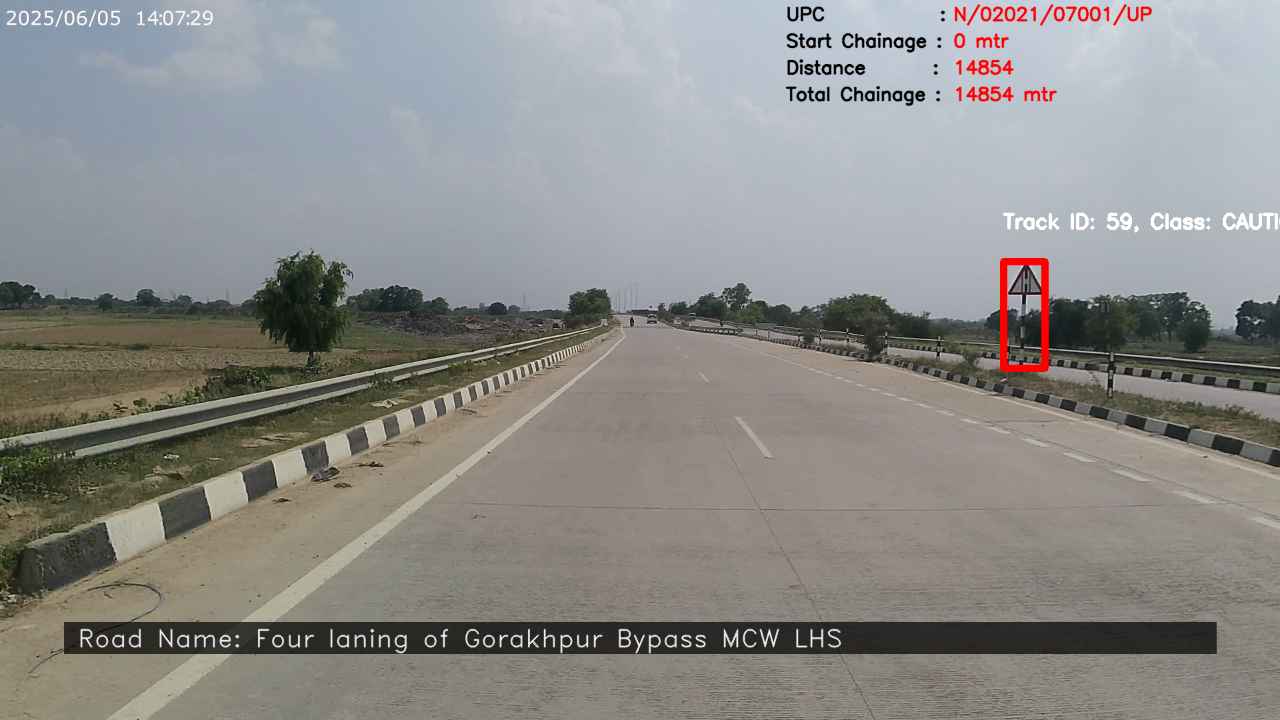 2025/06/05 14:07:29
UPC : N/02021/07001/UP
Start Chainage : 0 mtr
Distance : 14854
Total Chainage : 14854 mtr
Track ID: 59, Class: CAUTI
Road Name: Four laning of Gorakhpur Bypass MCW LHS